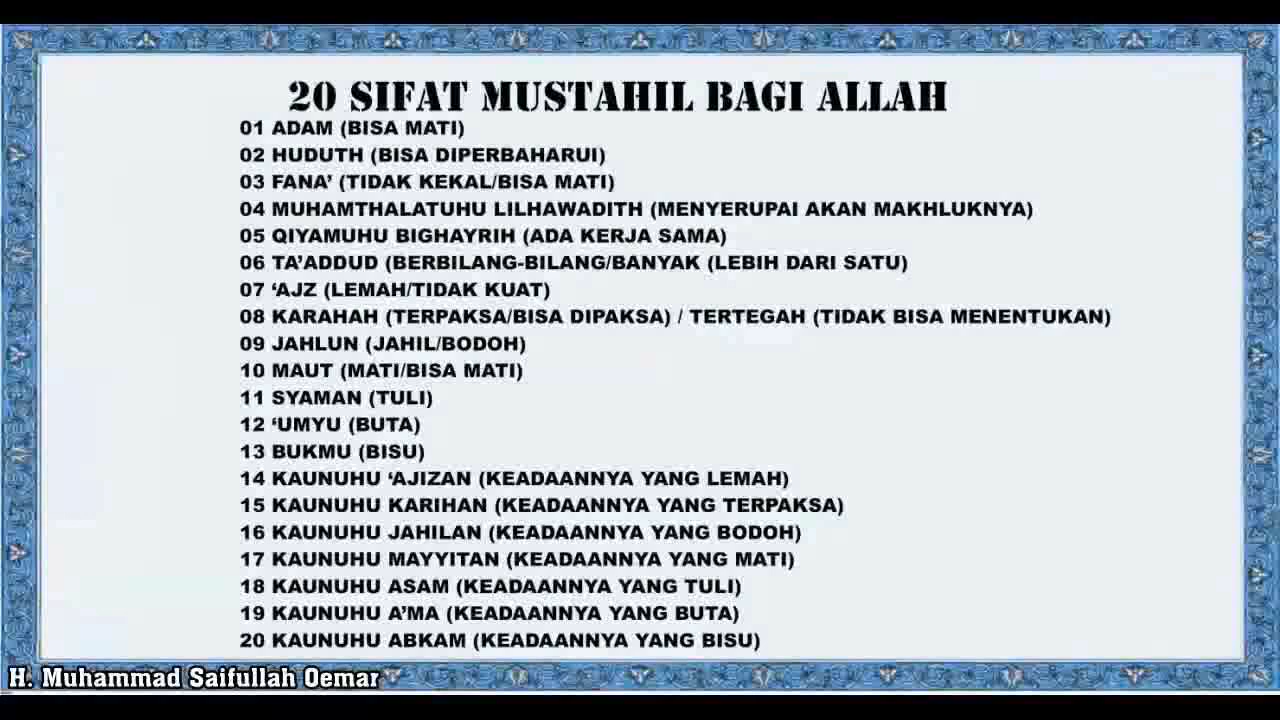 20 SIFAT MUSTAHIL BAGI ALLAH
01 ADAM (BISA MATI)
02 HUDUTH (BISA DIPERBAHARUI)
03 FANA' (TIDAK KEKAL/BISA MATI)
04 MUHAMTHALATUHU LILHAWADITH (MENYERUPAI AKAN MAKHLUKNYA)
05 QIYAMUHU BIGHAYRIH (ADA KERJA SAMA)
06 TA'ADDUD (BERBILANG-BILANG/BANYAK (LEBIH DARI SATU)
07 ‘AJZ (LEMAH/TIDAK KUAT)
08 KARAHAH (TERPAKSA/BISA DIPAKSA) / TERTEGAH (TIDAK BISA MENENTUKAN)
09 JAHLUN (JAHIL/BODOH)
10 MAUT (MATI/BISA MATI)
11 SYAMAN (TULI)
12 ‘UMYU (BUTA)
13 BUKMU (BISU)
14 KAUNUHU ‘AJIZAN (KEADAANNYA YANG LEMAH)
15 KAUNUHU KARIHAN (KEADAANNYA YANG TERPAKSA)
16 KAUNUHU JAHILAN (KEADAANNYA YANG BODOH)
17 KAUNUHU MAYYITAN (KEADAANNYA YANG MATI)
18 KAUNUHU ASAM (KEADAANNYA YANG TULI)
19 KAUNUHU A'MA (KEADAANNYA YANG BUTA)
20 KAUNUHU ABKAM (KEADAANNYA YANG BISU)
H. Muhammad Saifullah Oemar